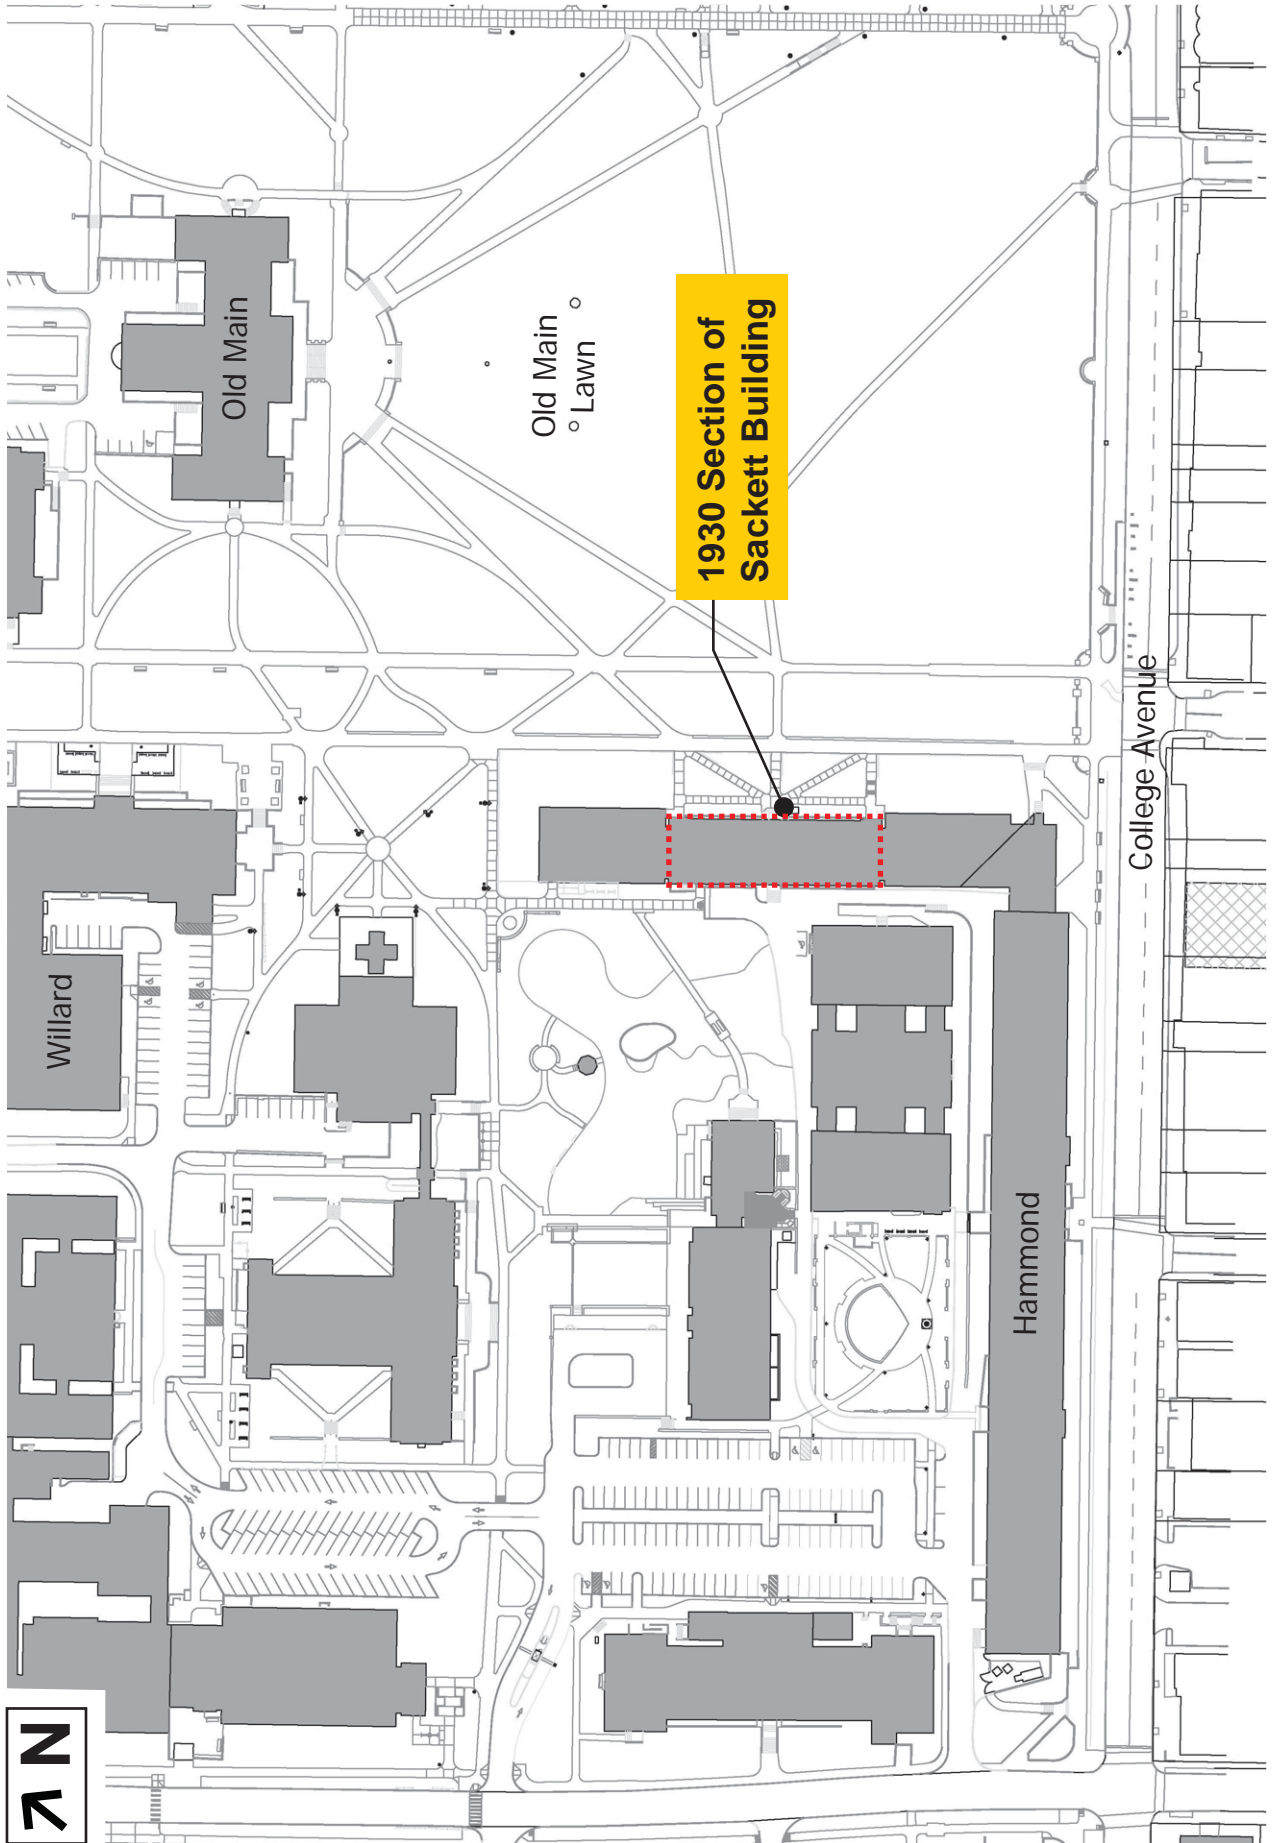 Old Main
Old Main
Lawn
1930 Section of
Sackett Building
College Avenue
Willard
Hammond
N